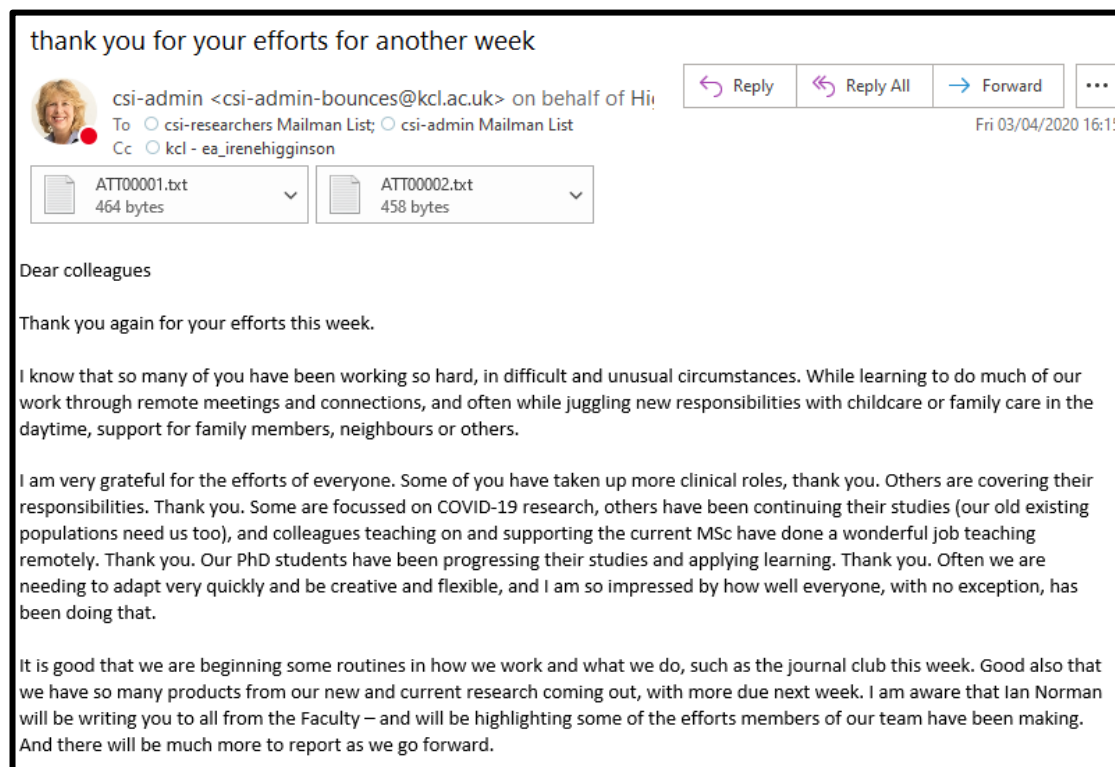 thank you for your efforts for another week
Reply
Reply All
Forward
csi-admin <csi-admin-bounces@kcl.ac.uk> on behalf of
To csi-researchers Mailman List; csi-admin Mailman List
Fri 03/04/2020 16:15
Cc kcl - ea_irenehigginson
ATT00001.txt
464 bytes
ATT00002.txt
458 bytes
Dear colleagues
Thank you again for your efforts this week.
I know that so many of you have been working so hard, in difficult and unusual circumstances. While learning to do much of our
work through remote meetings and connections, and often while juggling new responsibilities with childcare or family care in the
daytime, support for family members, neighbours or others.
I am very grateful for the efforts of everyone. Some of you have taken up more clinical roles, thank you. Others are covering their
responsibilities. Thank you. Some are focussed on COVID-19 research, others have been continuing their studies (our old existing
populations need us too), and colleagues teaching on and supporting the current MSc have done a wonderful job teaching
remotely. Thank you. Our PhD students have been progressing their studies and applying learning. Thank you. Often we are
needing to adapt very quickly and be creative and flexible, and I am so impressed by how well everyone, with no exception, has
been doing that.
It is good that we are beginning some routines in how we work and what we do, such as the journal club this week. Good also that
we have so many products from our new and current research coming out, with more due next week. I am aware that Ian Norman
will be writing you to all from the Faculty – and will be highlighting some of the efforts members of our team have been making.
And there will be much more to report as we go forward.